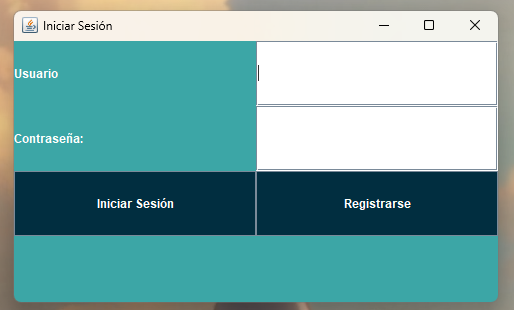 Iniciar Sesión
Usuario
Contraseña:
Iniciar Sesión
Registrarse